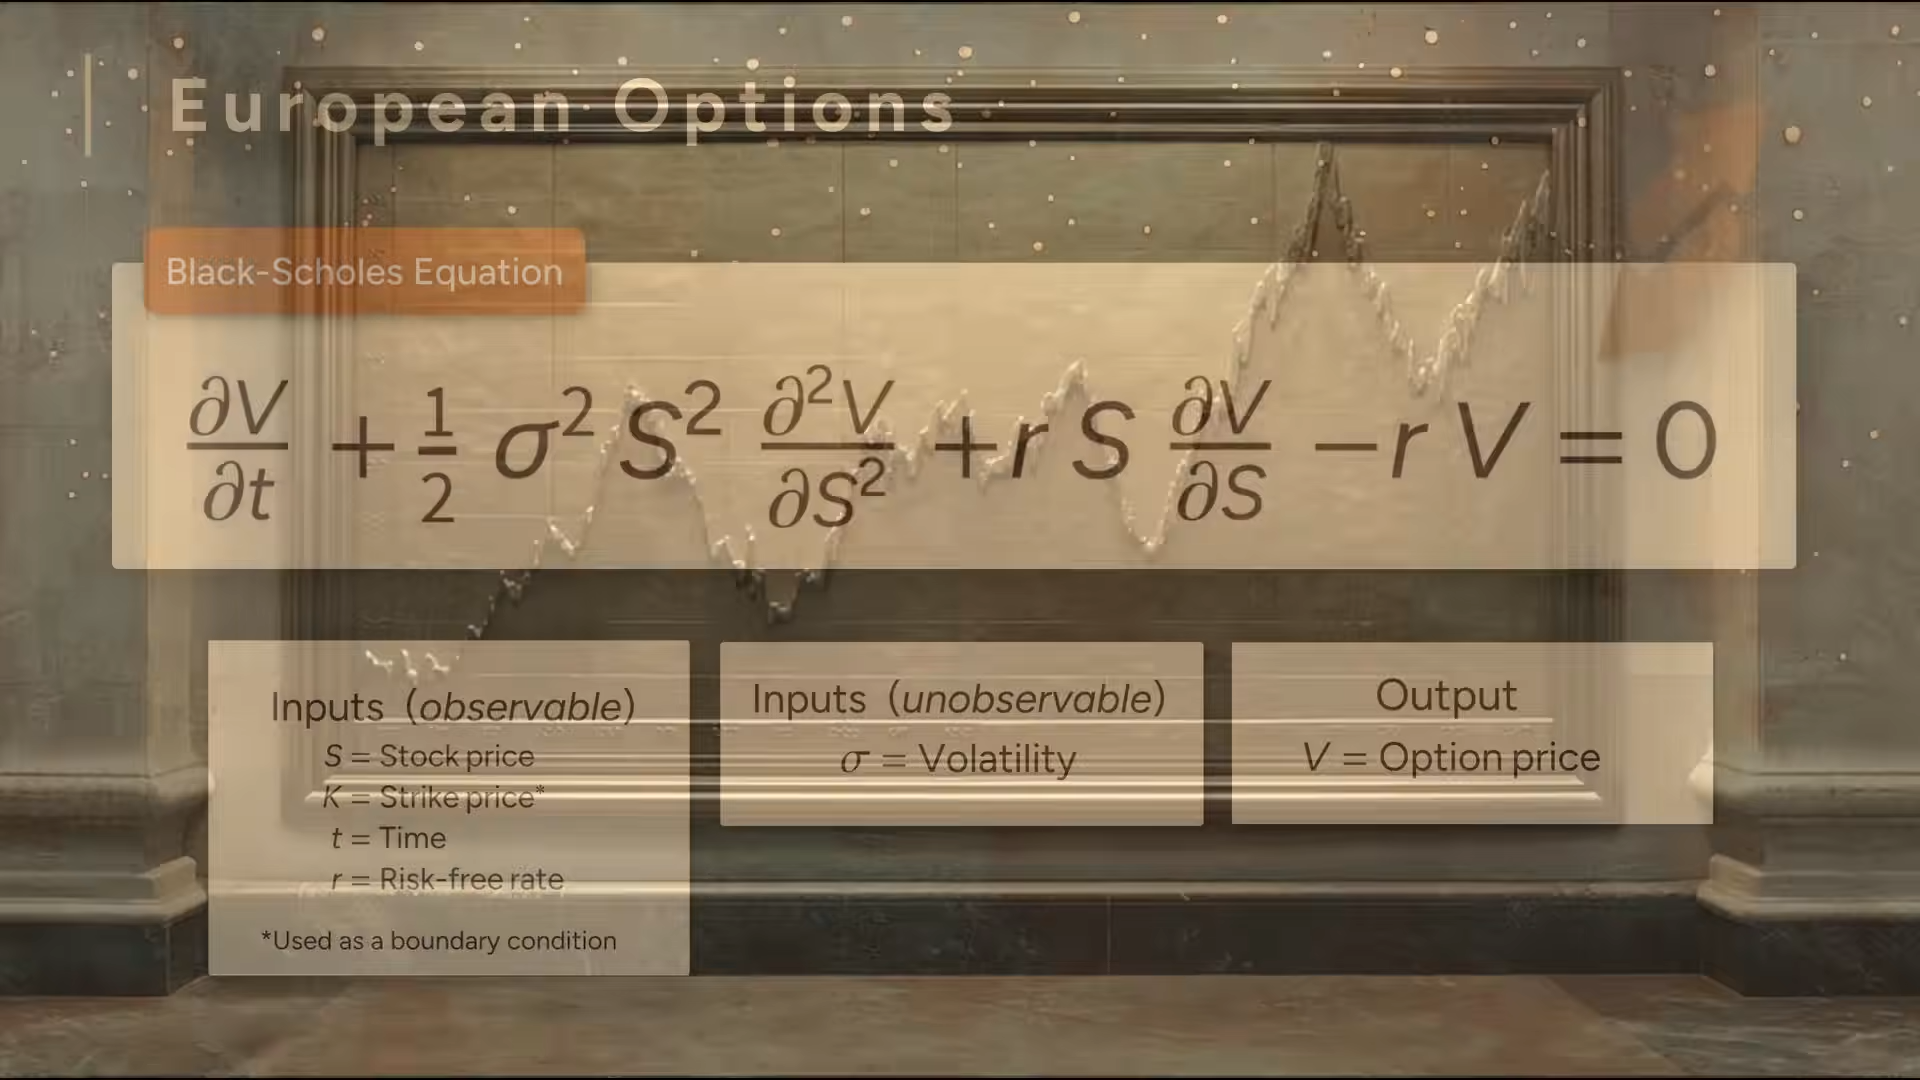 European Options
Black-Scholes Equation
∂V/∂t + 1/2 σ² S² ∂²V/∂S² + r S ∂V/∂S − r V = 0
Inputs (observable)
S = Stock price
K = Strike price*
t = Time
r = Risk-free rate
*Used as a boundary condition
Inputs (unobservable)
σ = Volatility
Output
V = Option price